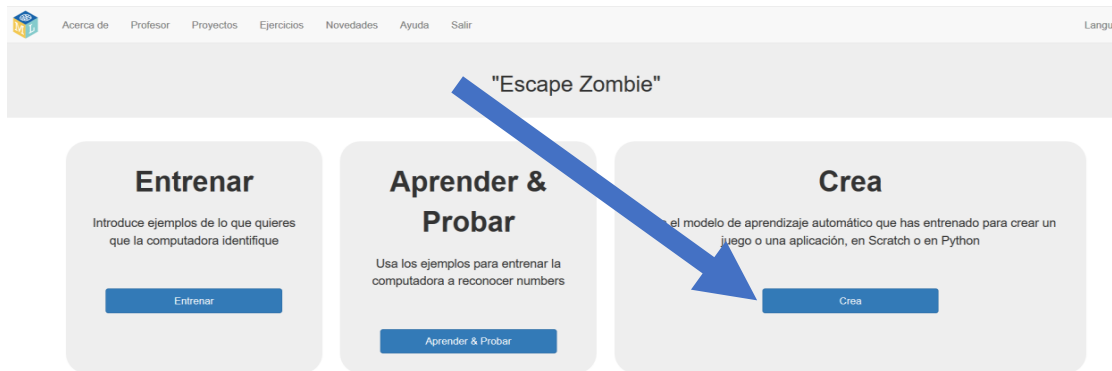 M L
Acerca de Profesor Proyectos Ejercicios Novedades Ayuda Salir Langu
"Escape Zombie"
Entrenar
Introduce ejemplos de lo que quieres
que la computadora identifique
Entrenar
Aprender &
Probar
Usa los ejemplos para entrenar la
computadora a reconocer numbers
Aprender & Probar
Crea
el modelo de aprendizaje automático que has entrenado para crear un
juego o una aplicación, en Scratch o en Python
Crea